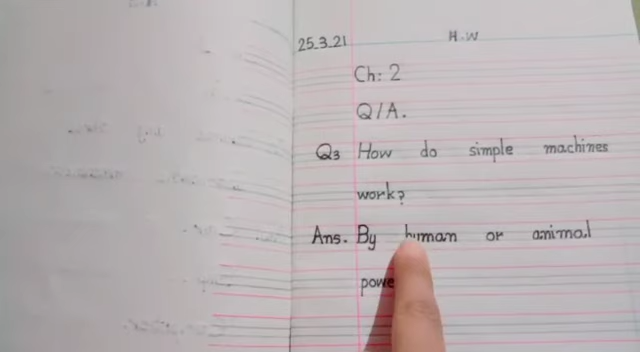 25.3.21 H.W
Ch: 2
Q/A.
Q3 How do simple machines
work?
Ans. By human or animal
powe